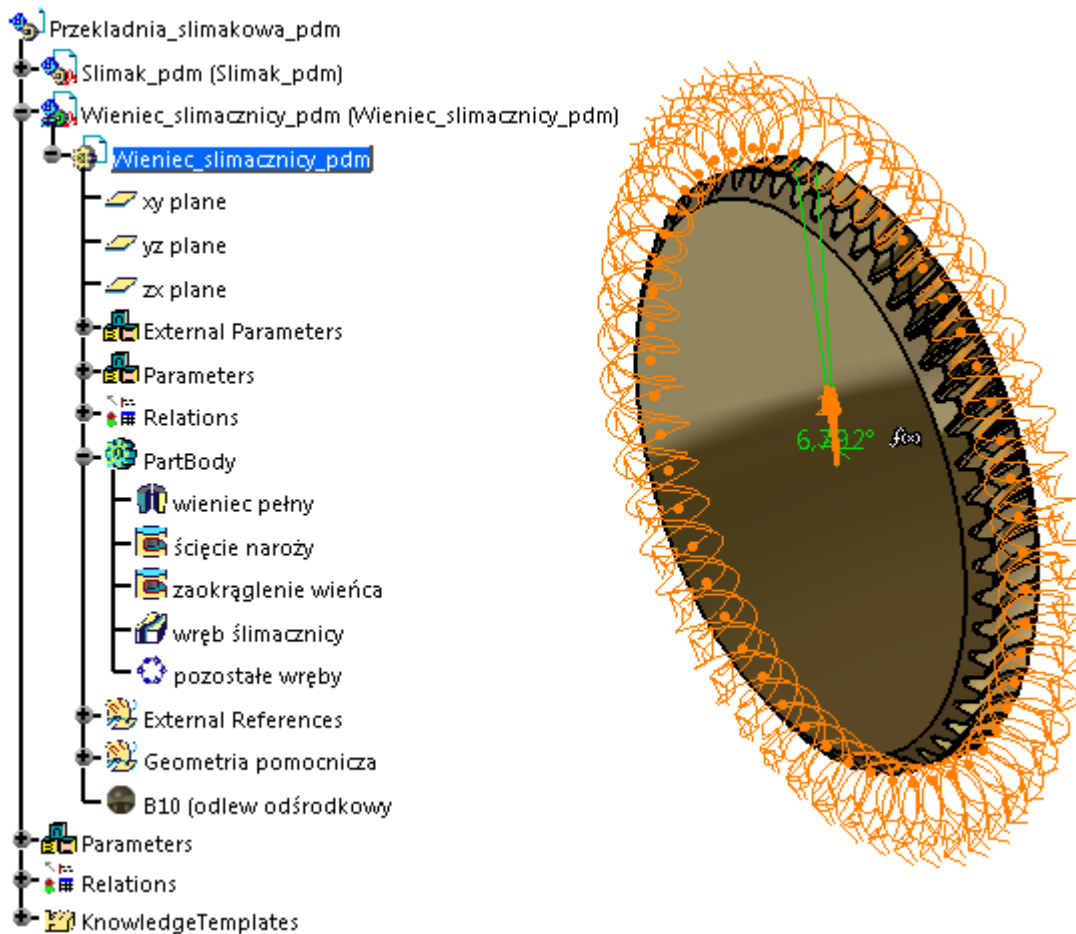 Przekladnia_slimakowa_pdm
Slimak_pdm (Slimak_pdm)
Wieniec_slimacznicy_pdm (Wieniec_slimacznicy_pdm)
Wieniec_slimacznicy_pdm
xy plane
yz plane
zx plane
External Parameters
Parameters
Relations
PartBody
wieniec pełny
ścięcie naroży
zaokrąglenie wieńca
wręb ślimacznicy
pozostałe wręby
External References
Geometria pomocnicza
B10 (odlew odśrodkowy
Parameters
Relations
KnowledgeTemplates
f(x)